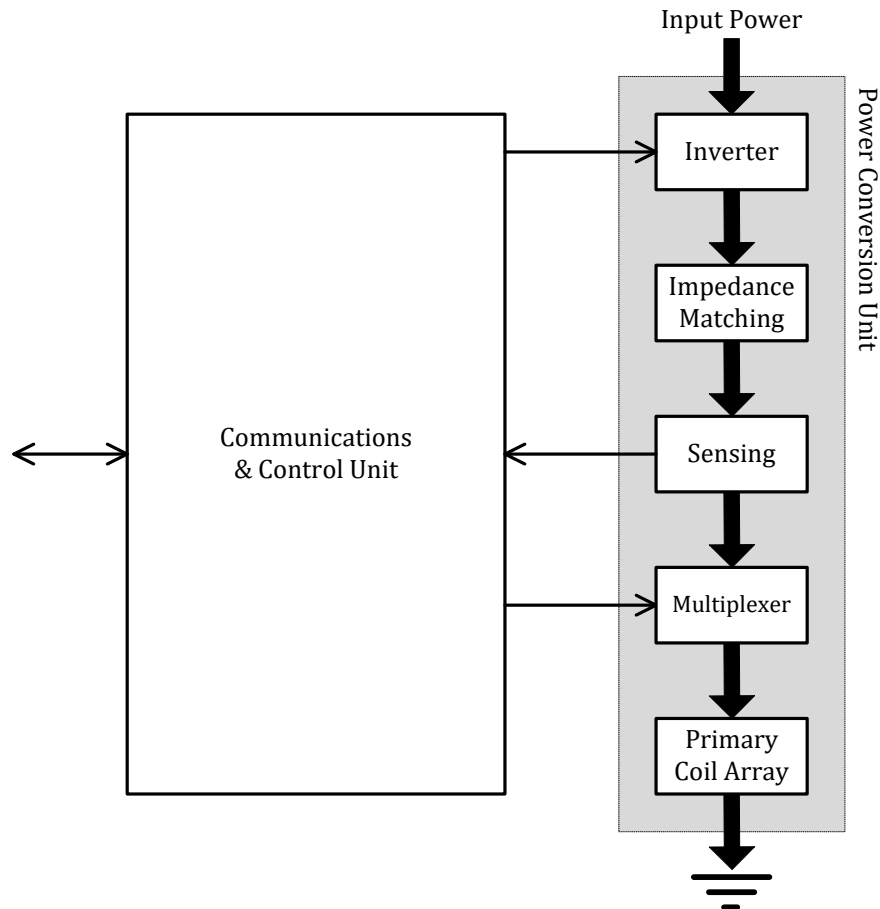 Input Power
Power Conversion Unit
Inverter
Impedance
Matching
Communications
& Control Unit
Sensing
Multiplexer
Primary
Coil Array